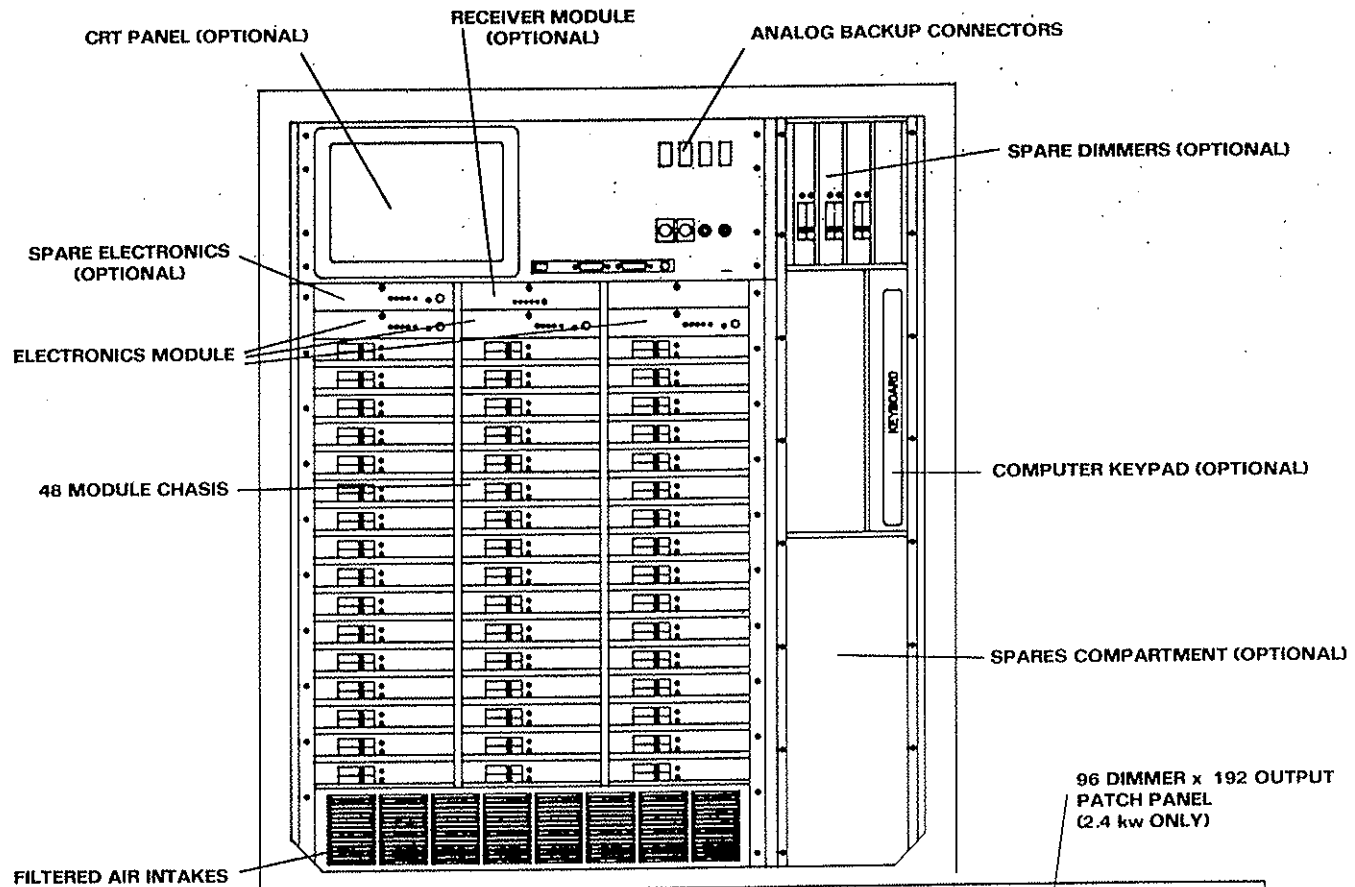 RECEIVER MODULE
(OPTIONAL)
CRT PANEL (OPTIONAL)
ANALOG BACKUP CONNECTORS
SPARE DIMMERS (OPTIONAL)
SPARE ELECTRONICS
(OPTIONAL)
ELECTRONICS MODULE
KEYBOARD
COMPUTER KEYPAD (OPTIONAL)
48 MODULE CHASIS
SPARES COMPARTMENT (OPTIONAL)
96 DIMMER x 192 OUTPUT
PATCH PANEL
(2.4 kw ONLY)
FILTERED AIR INTAKES